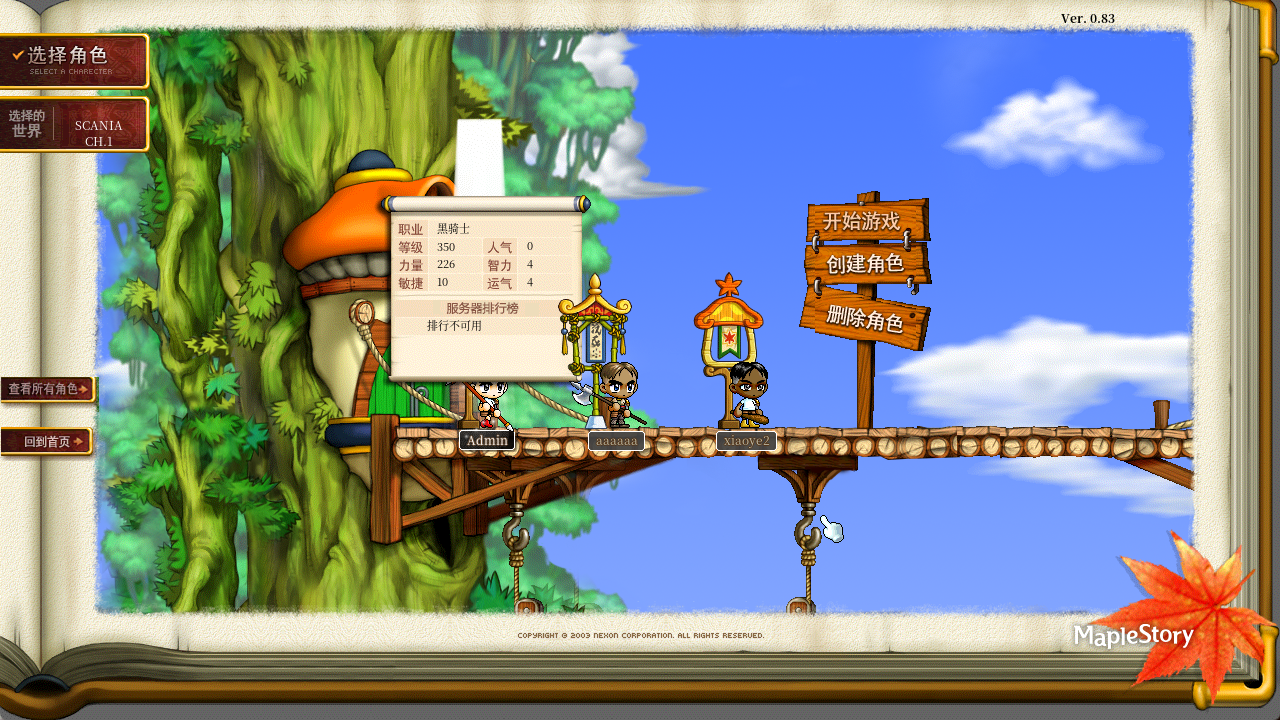 Ver. 0.83
选择角色
SELECT A CHARECTER
选择的
世界
SCANIA
CH.1
职业 黑骑士
等级 350 人气 0
力量 226 智力 4
敏捷 10 运气 4
服务器排行榜
排行不可用
开始游戏
创建角色
删除角色
查看所有角色
回到首页
Admin
aaaaaa
xiaoye2
COPYRIGHT @ 2003 NEXON CORPORATION. ALL RIGHTS RESERVED.
MapleStory